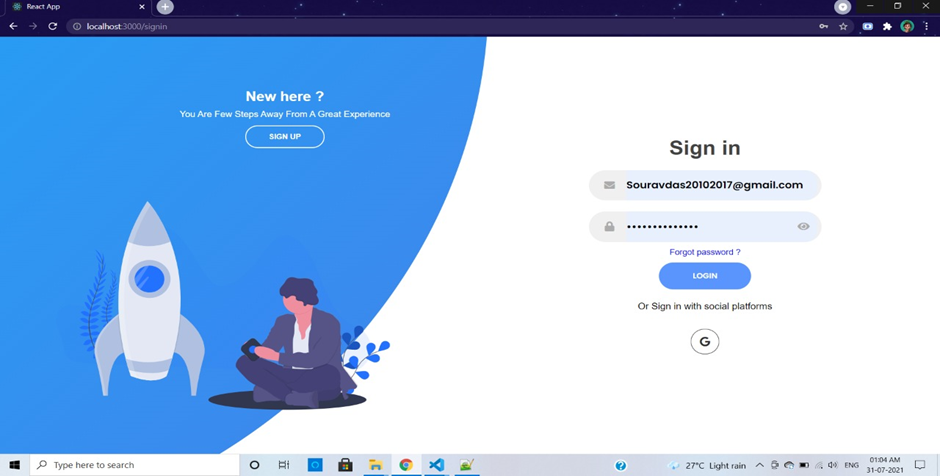 React App
localhost:3000/signin
New here ?
You Are Few Steps Away From A Great Experience
SIGN UP
Sign in
Souravdas20102017@gmail.com
••••••••••••••
Forgot password ?
LOGIN
Or Sign in with social platforms
G
Type here to search
27°C Light rain
ENG
01:04 AM
31-07-2021